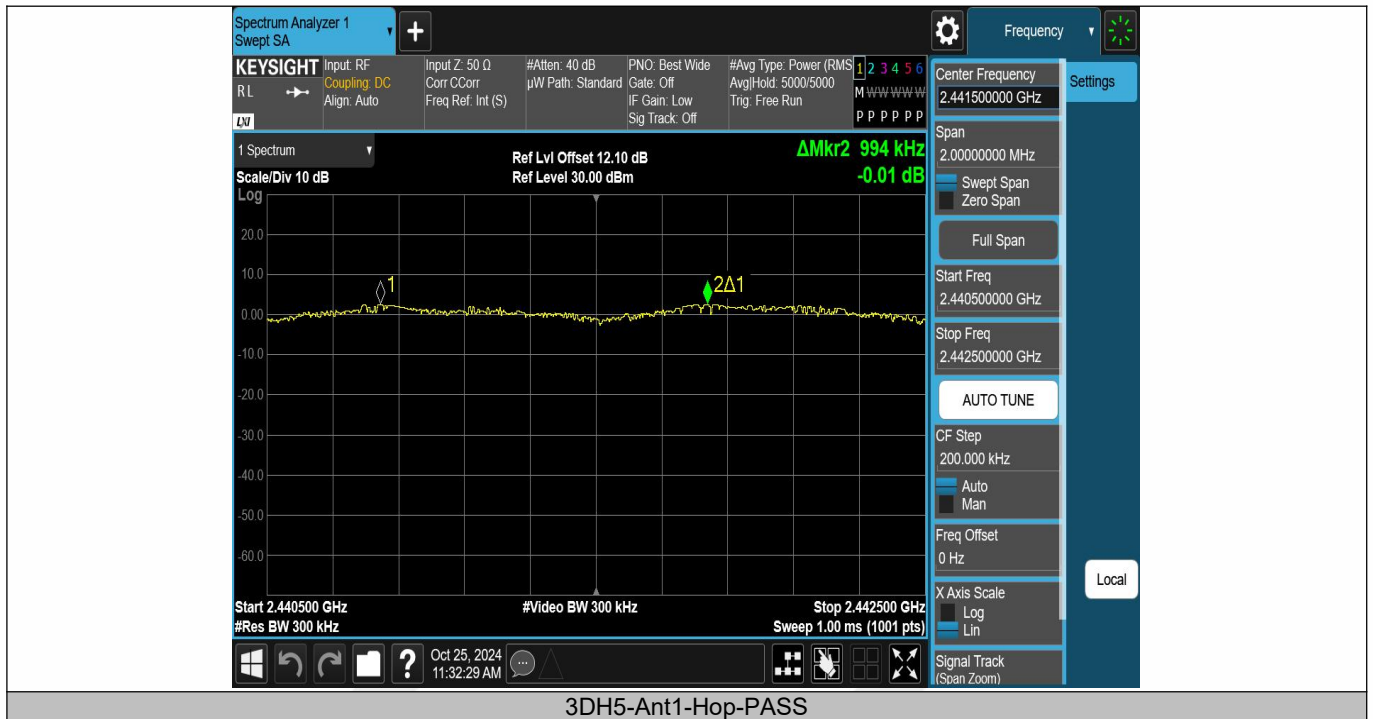 Spectrum Analyzer 1
Swept SA
+
Frequency
KEYSIGHT
RL
LXI
Input: RF
Coupling: DC
Align: Auto
Input Z: 50 Ω
Corr CCorr
Freq Ref: Int (S)
#Atten: 40 dB
µW Path: Standard
PNO: Best Wide
Gate: Off
IF Gain: Low
Sig Track: Off
#Avg Type: Power (RMS
Avg|Hold: 5000/5000
Trig: Free Run
1 2 3 4 5 6
M W W W W W
P P P P P P
Center Frequency
2.441500000 GHz
Settings
1 Spectrum
Scale/Div 10 dB
Ref Lvl Offset 12.10 dB
Ref Level 30.00 dBm
ΔMkr2 994 kHz
-0.01 dB
Log
20.0
10.0
0.00
-10.0
-20.0
-30.0
-40.0
-50.0
-60.0
1
2Δ1
Start 2.440500 GHz
#Res BW 300 kHz
#Video BW 300 kHz
Stop 2.442500 GHz
Sweep 1.00 ms (1001 pts)
Span
2.00000000 MHz
Swept Span
Zero Span
Full Span
Start Freq
2.440500000 GHz
Stop Freq
2.442500000 GHz
AUTO TUNE
CF Step
200.000 kHz
Auto
Man
Freq Offset
0 Hz
X Axis Scale
Log
Lin
Signal Track
(Span Zoom)
Local
?
Oct 25, 2024
11:32:29 AM
3DH5-Ant1-Hop-PASS